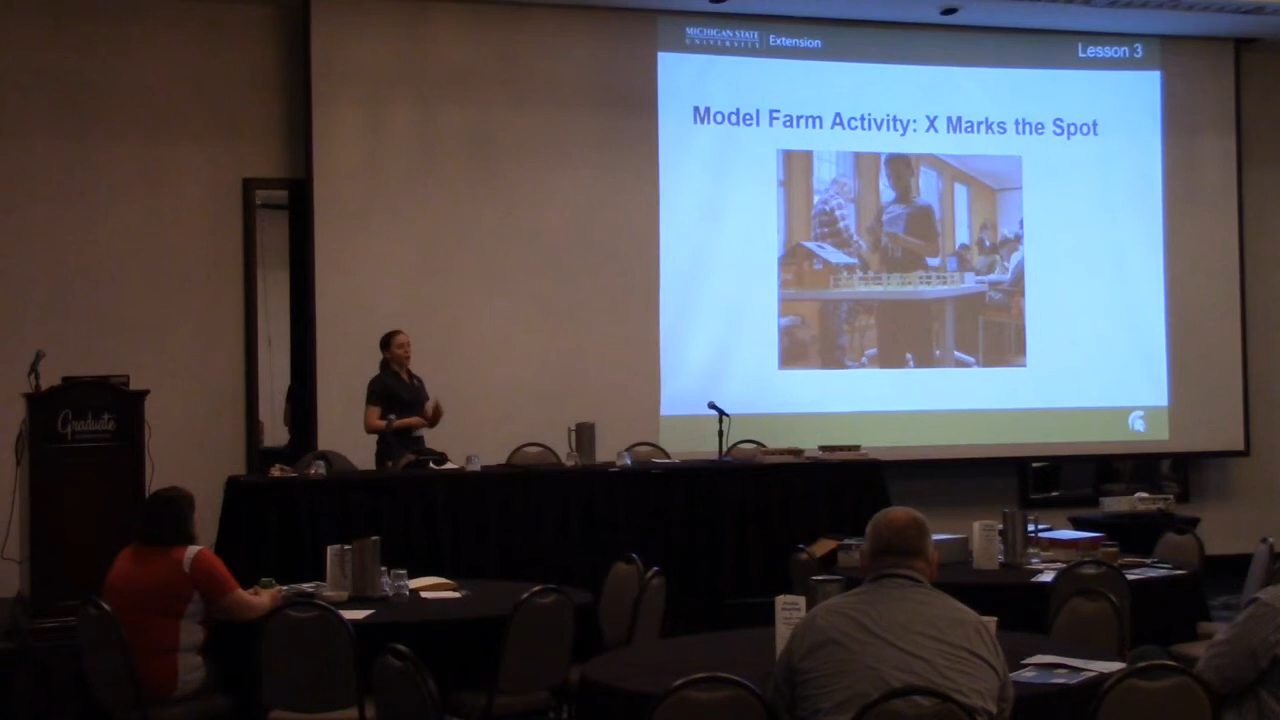 MICHIGAN STATE
UNIVERSITY
Extension
Lesson 3
Model Farm Activity: X Marks the Spot
Graduate